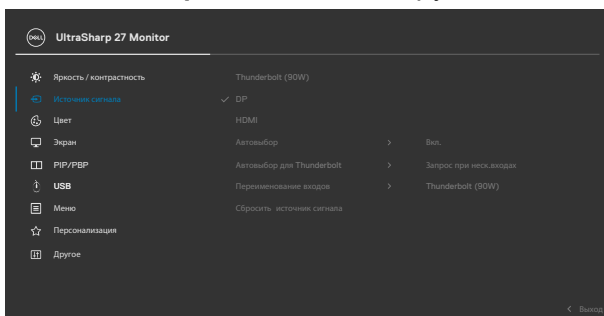 DELL UltraSharp 27 Monitor
Яркость / контрастность Thunderbolt (90W)
Источник сигнала DP
Цвет HDMI
Экран Автовыбор Вкл.
PIP/PBP Автовыбор для Thunderbolt Запрос при неск.входах
USB Переименование входов Thunderbolt (90W)
Меню Сбросить источник сигнала
Персонализация
Другое
Выход